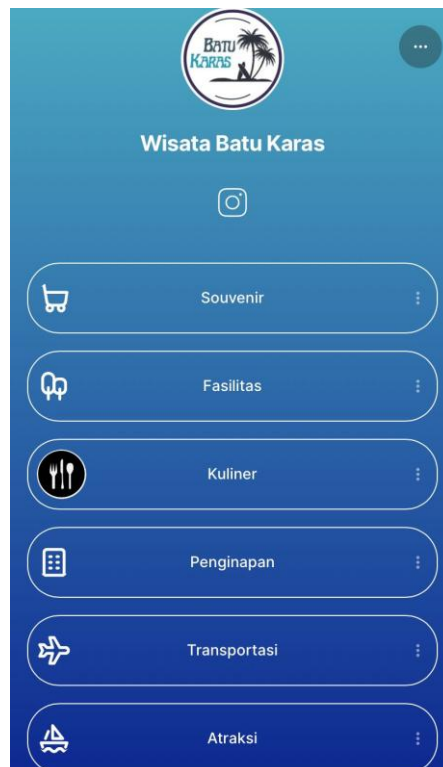 BATU
KARAS
Wisata Batu Karas
Souvenir
Fasilitas
Kuliner
Penginapan
Transportasi
Atraksi